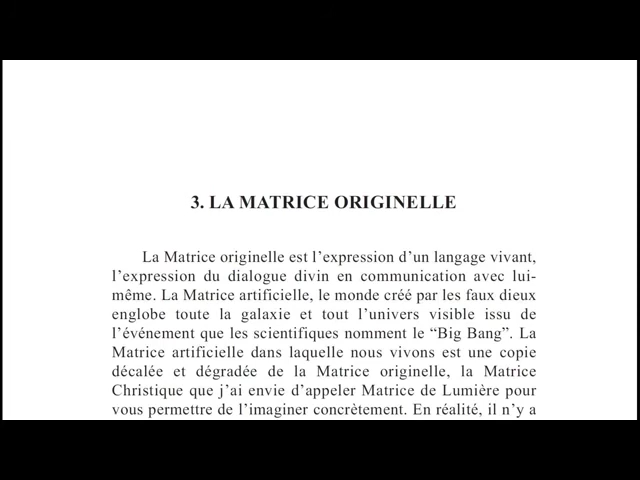 3. LA MATRICE ORIGINELLE
La Matrice originelle est l’expression d’un langage vivant,
l’expression du dialogue divin en communication avec lui-
même. La Matrice artificielle, le monde créé par les faux dieux
englobe toute la galaxie et tout l’univers visible issu de
l’événement que les scientifiques nomment le “Big Bang”. La
Matrice artificielle dans laquelle nous vivons est une copie
décalée et dégradée de la Matrice originelle, la Matrice
Christique que j’ai envie d’appeler Matrice de Lumière pour
vous permettre de l’imaginer concrètement. En réalité, il n’y a